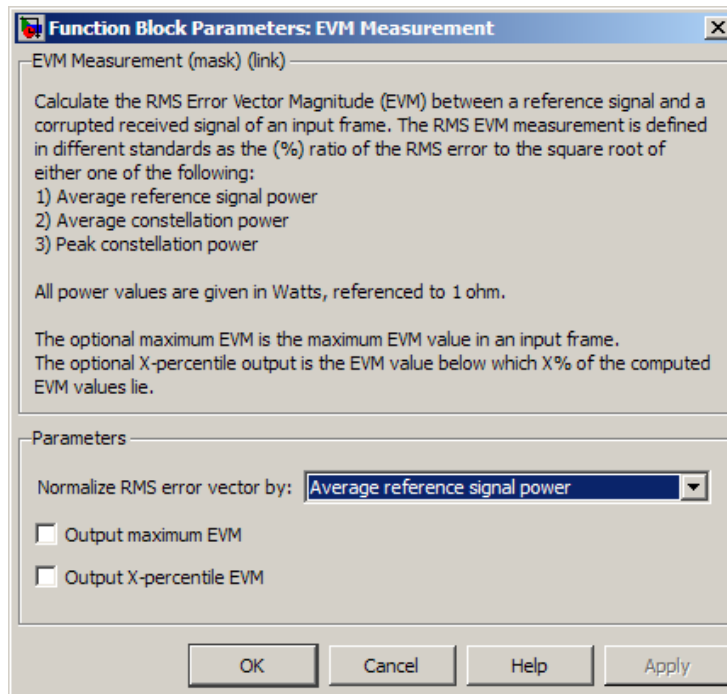 Function Block Parameters: EVM Measurement
EVM Measurement (mask) (link)
Calculate the RMS Error Vector Magnitude (EVM) between a reference signal and a
corrupted received signal of an input frame. The RMS EVM measurement is defined
in different standards as the (%) ratio of the RMS error to the square root of
either one of the following:
1) Average reference signal power
2) Average constellation power
3) Peak constellation power
All power values are given in Watts, referenced to 1 ohm.
The optional maximum EVM is the maximum EVM value in an input frame.
The optional X-percentile output is the EVM value below which X% of the computed
EVM values lie.
Parameters
Normalize RMS error vector by: Average reference signal power
Output maximum EVM
Output X-percentile EVM
OK Cancel Help Apply